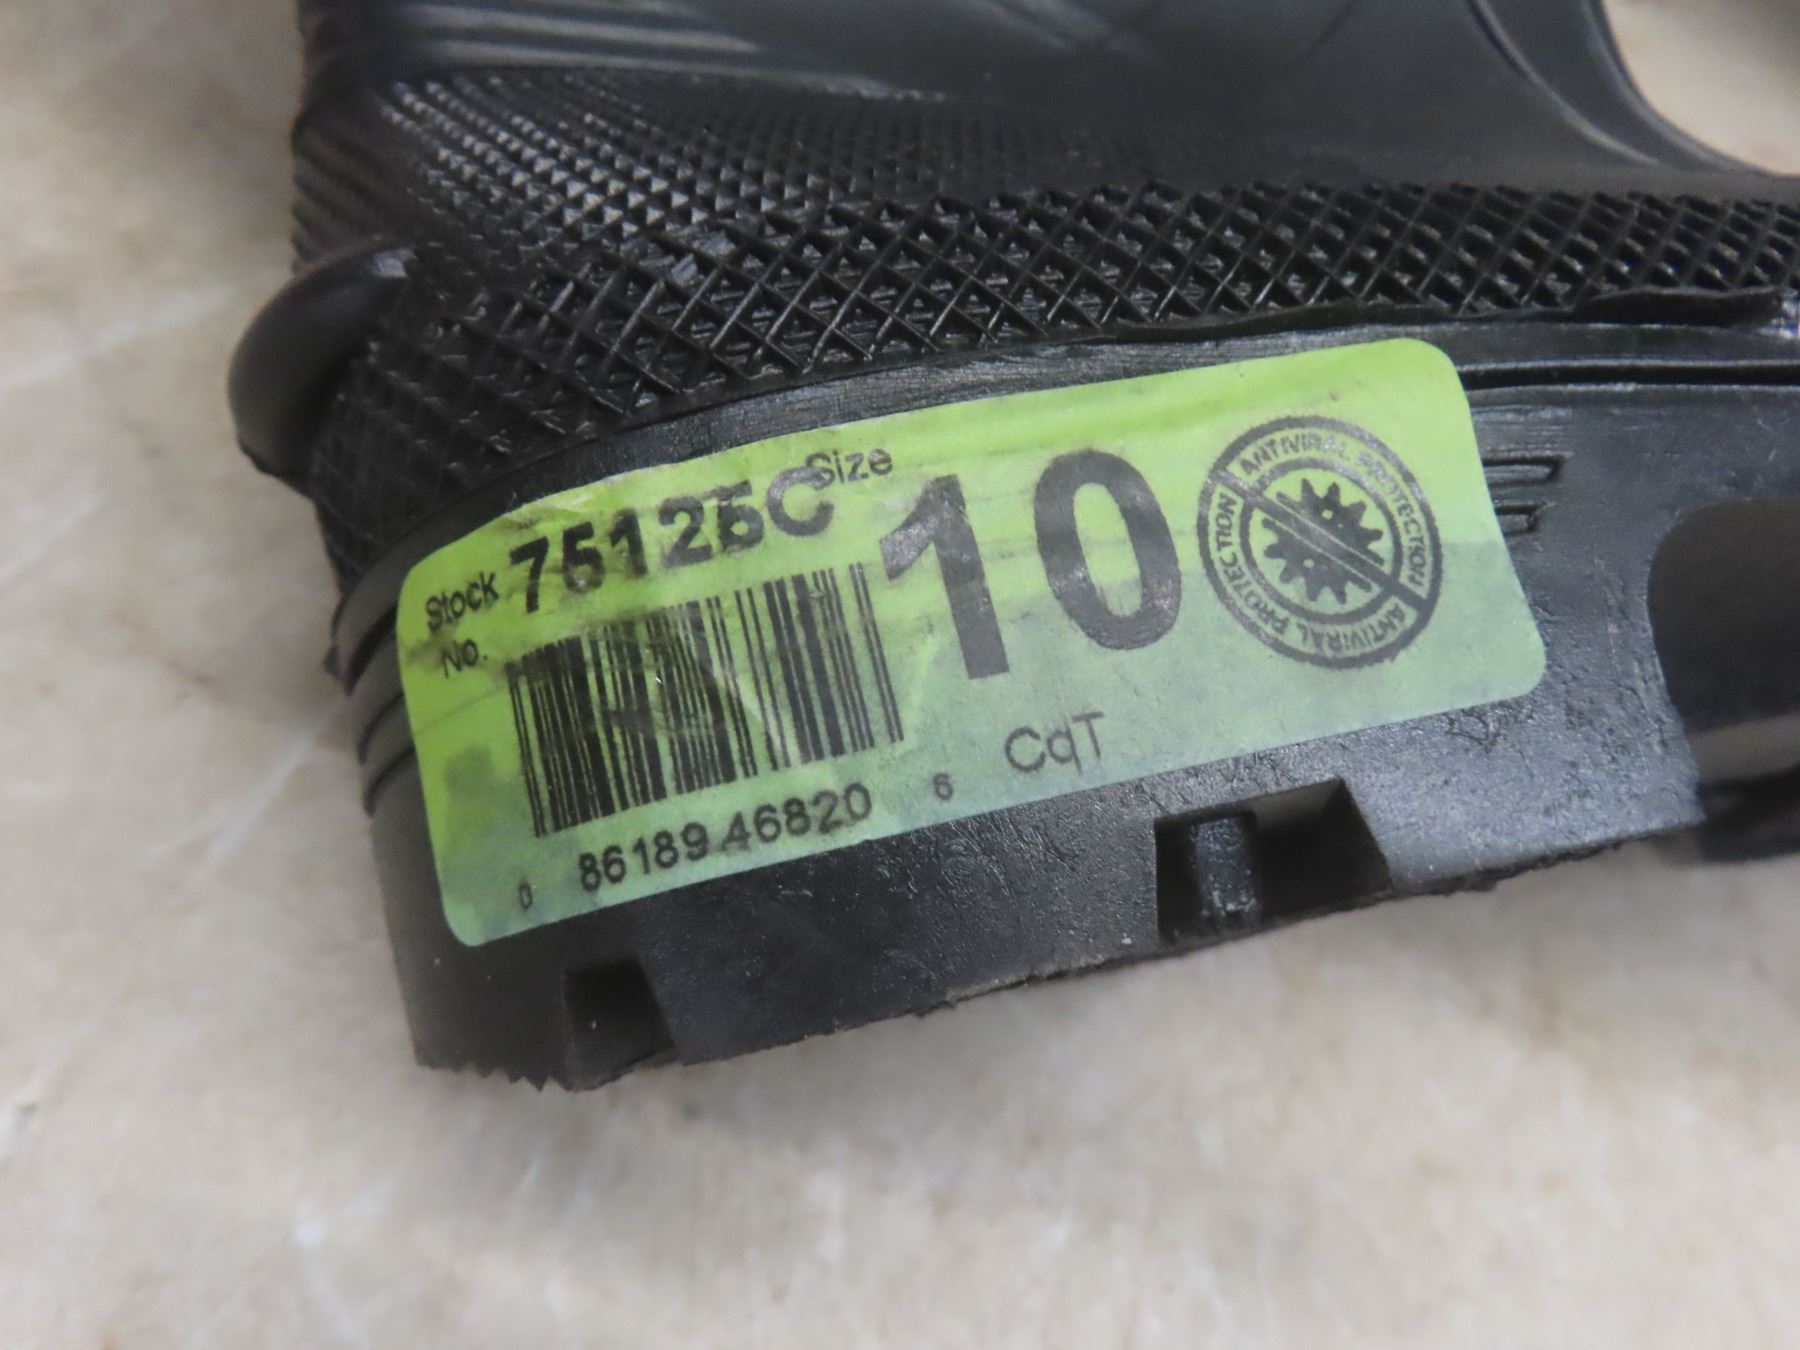 Stock No. 75125C
Size
10
0 86189 46820 6
CqT
ANTIVIRAL PROTECTION
ANTIVIRAL PROTECTION